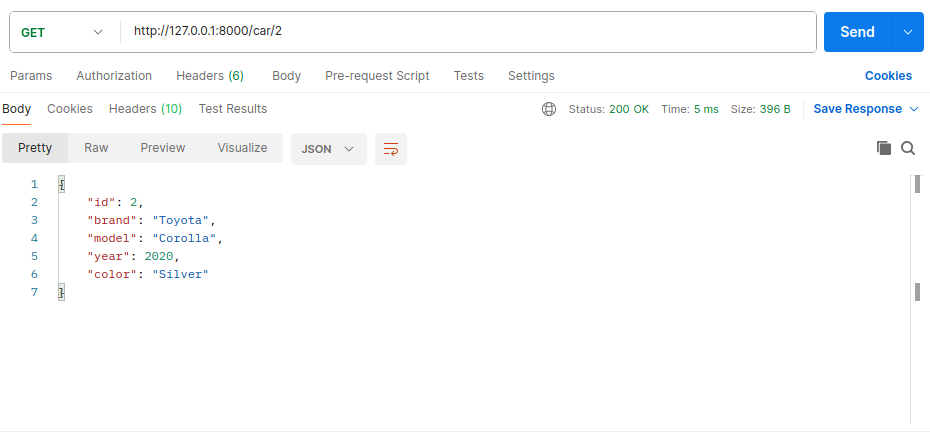 GET http://127.0.0.1:8000/car/2 Send
Params Authorization Headers (6) Body Pre-request Script Tests Settings Cookies
Body Cookies Headers (10) Test Results Status: 200 OK Time: 5 ms Size: 396 B Save Response
Pretty Raw Preview Visualize JSON
1 {
2 "id": 2,
3 "brand": "Toyota",
4 "model": "Corolla",
5 "year": 2020,
6 "color": "Silver"
7 }